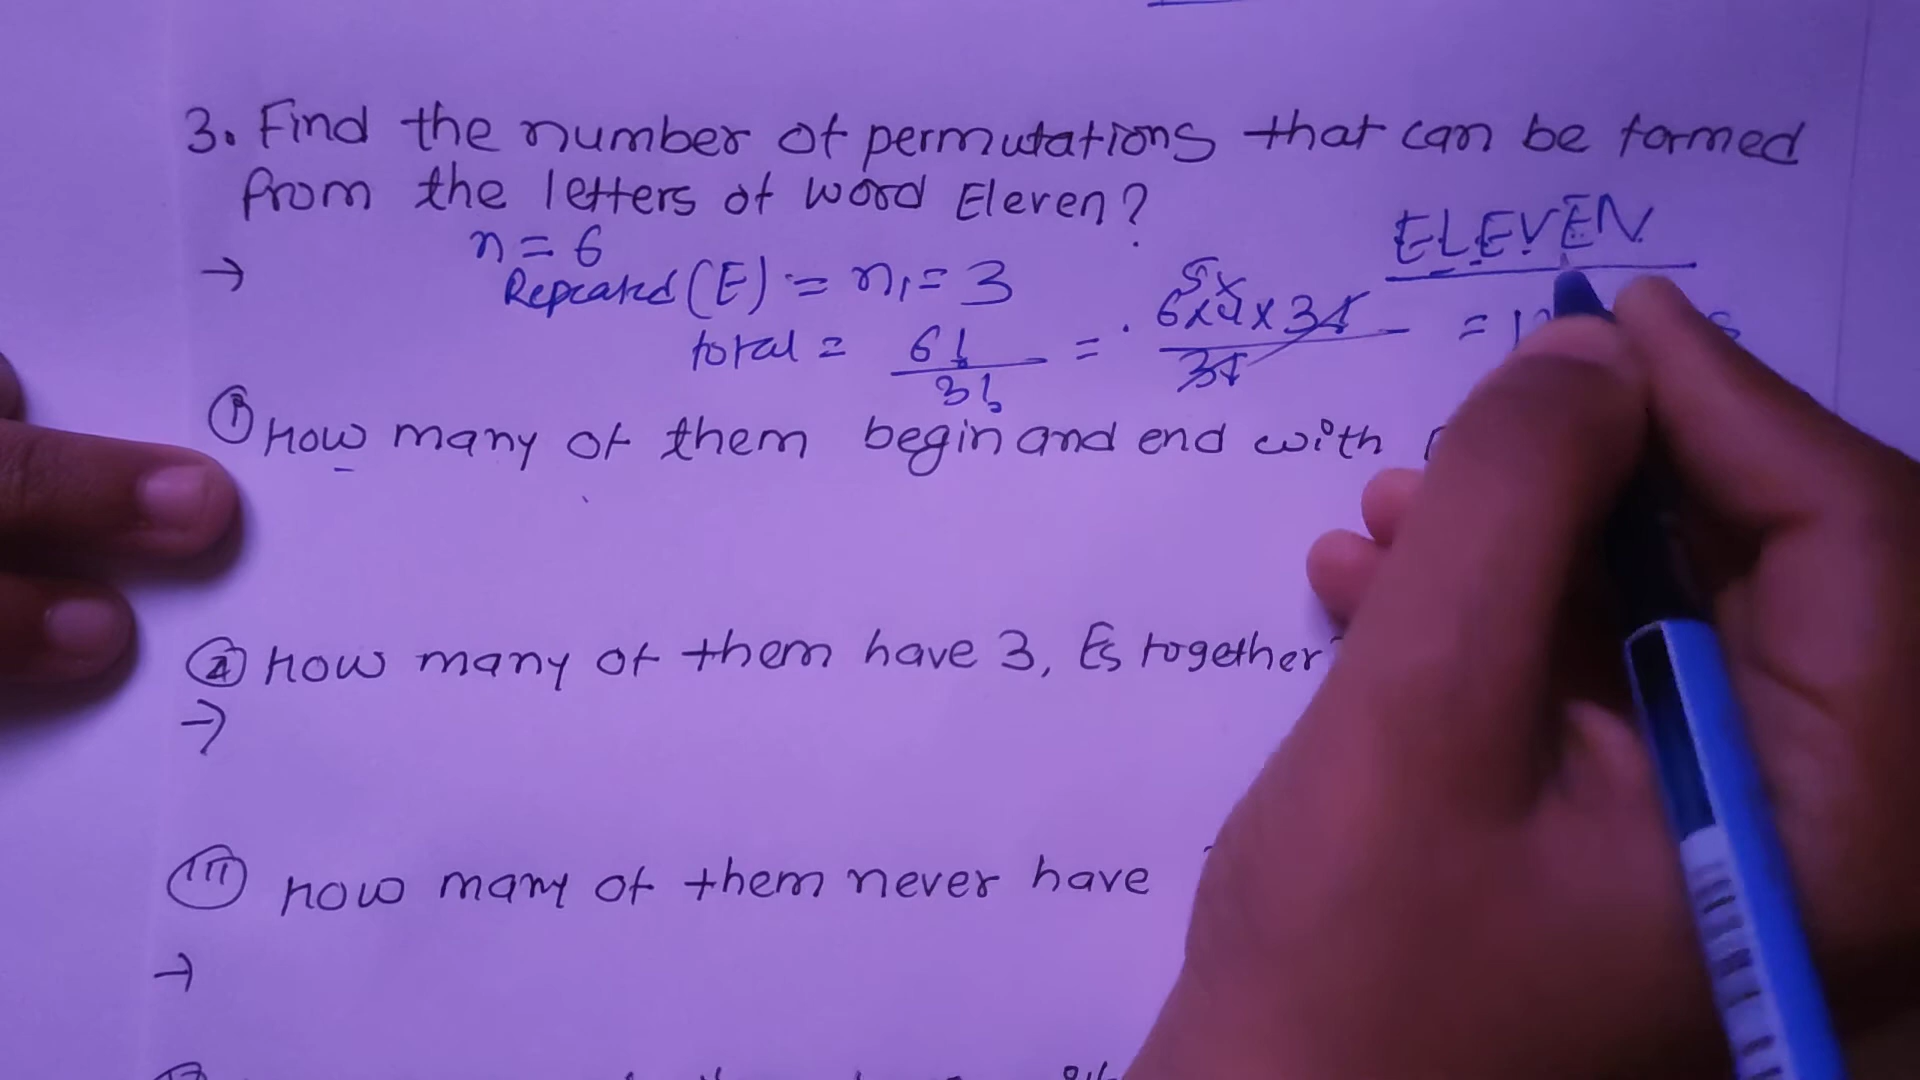 3. Find the number of permutations that can be formed
from the letters of word Eleven?
ELEVEN
→ n = 6
Repeated (E) = n₁ = 3
total = 6! / 3! = 6×5×4×3! / 3! =
① How many of them begin and end with
② How many of them have 3, Es together
→
(III) how many of them never have
→